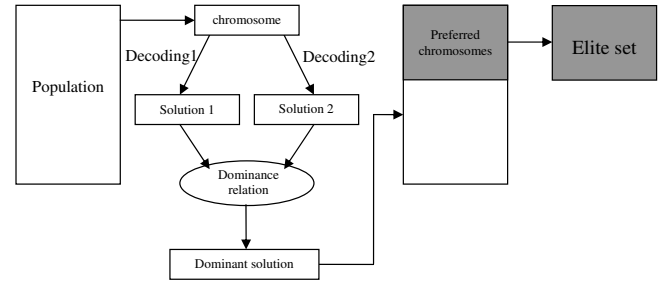 Population
chromosome
Decoding1
Decoding2
Solution 1
Solution 2
Dominance
relation
Dominant solution
Preferred
chromosomes
Elite set